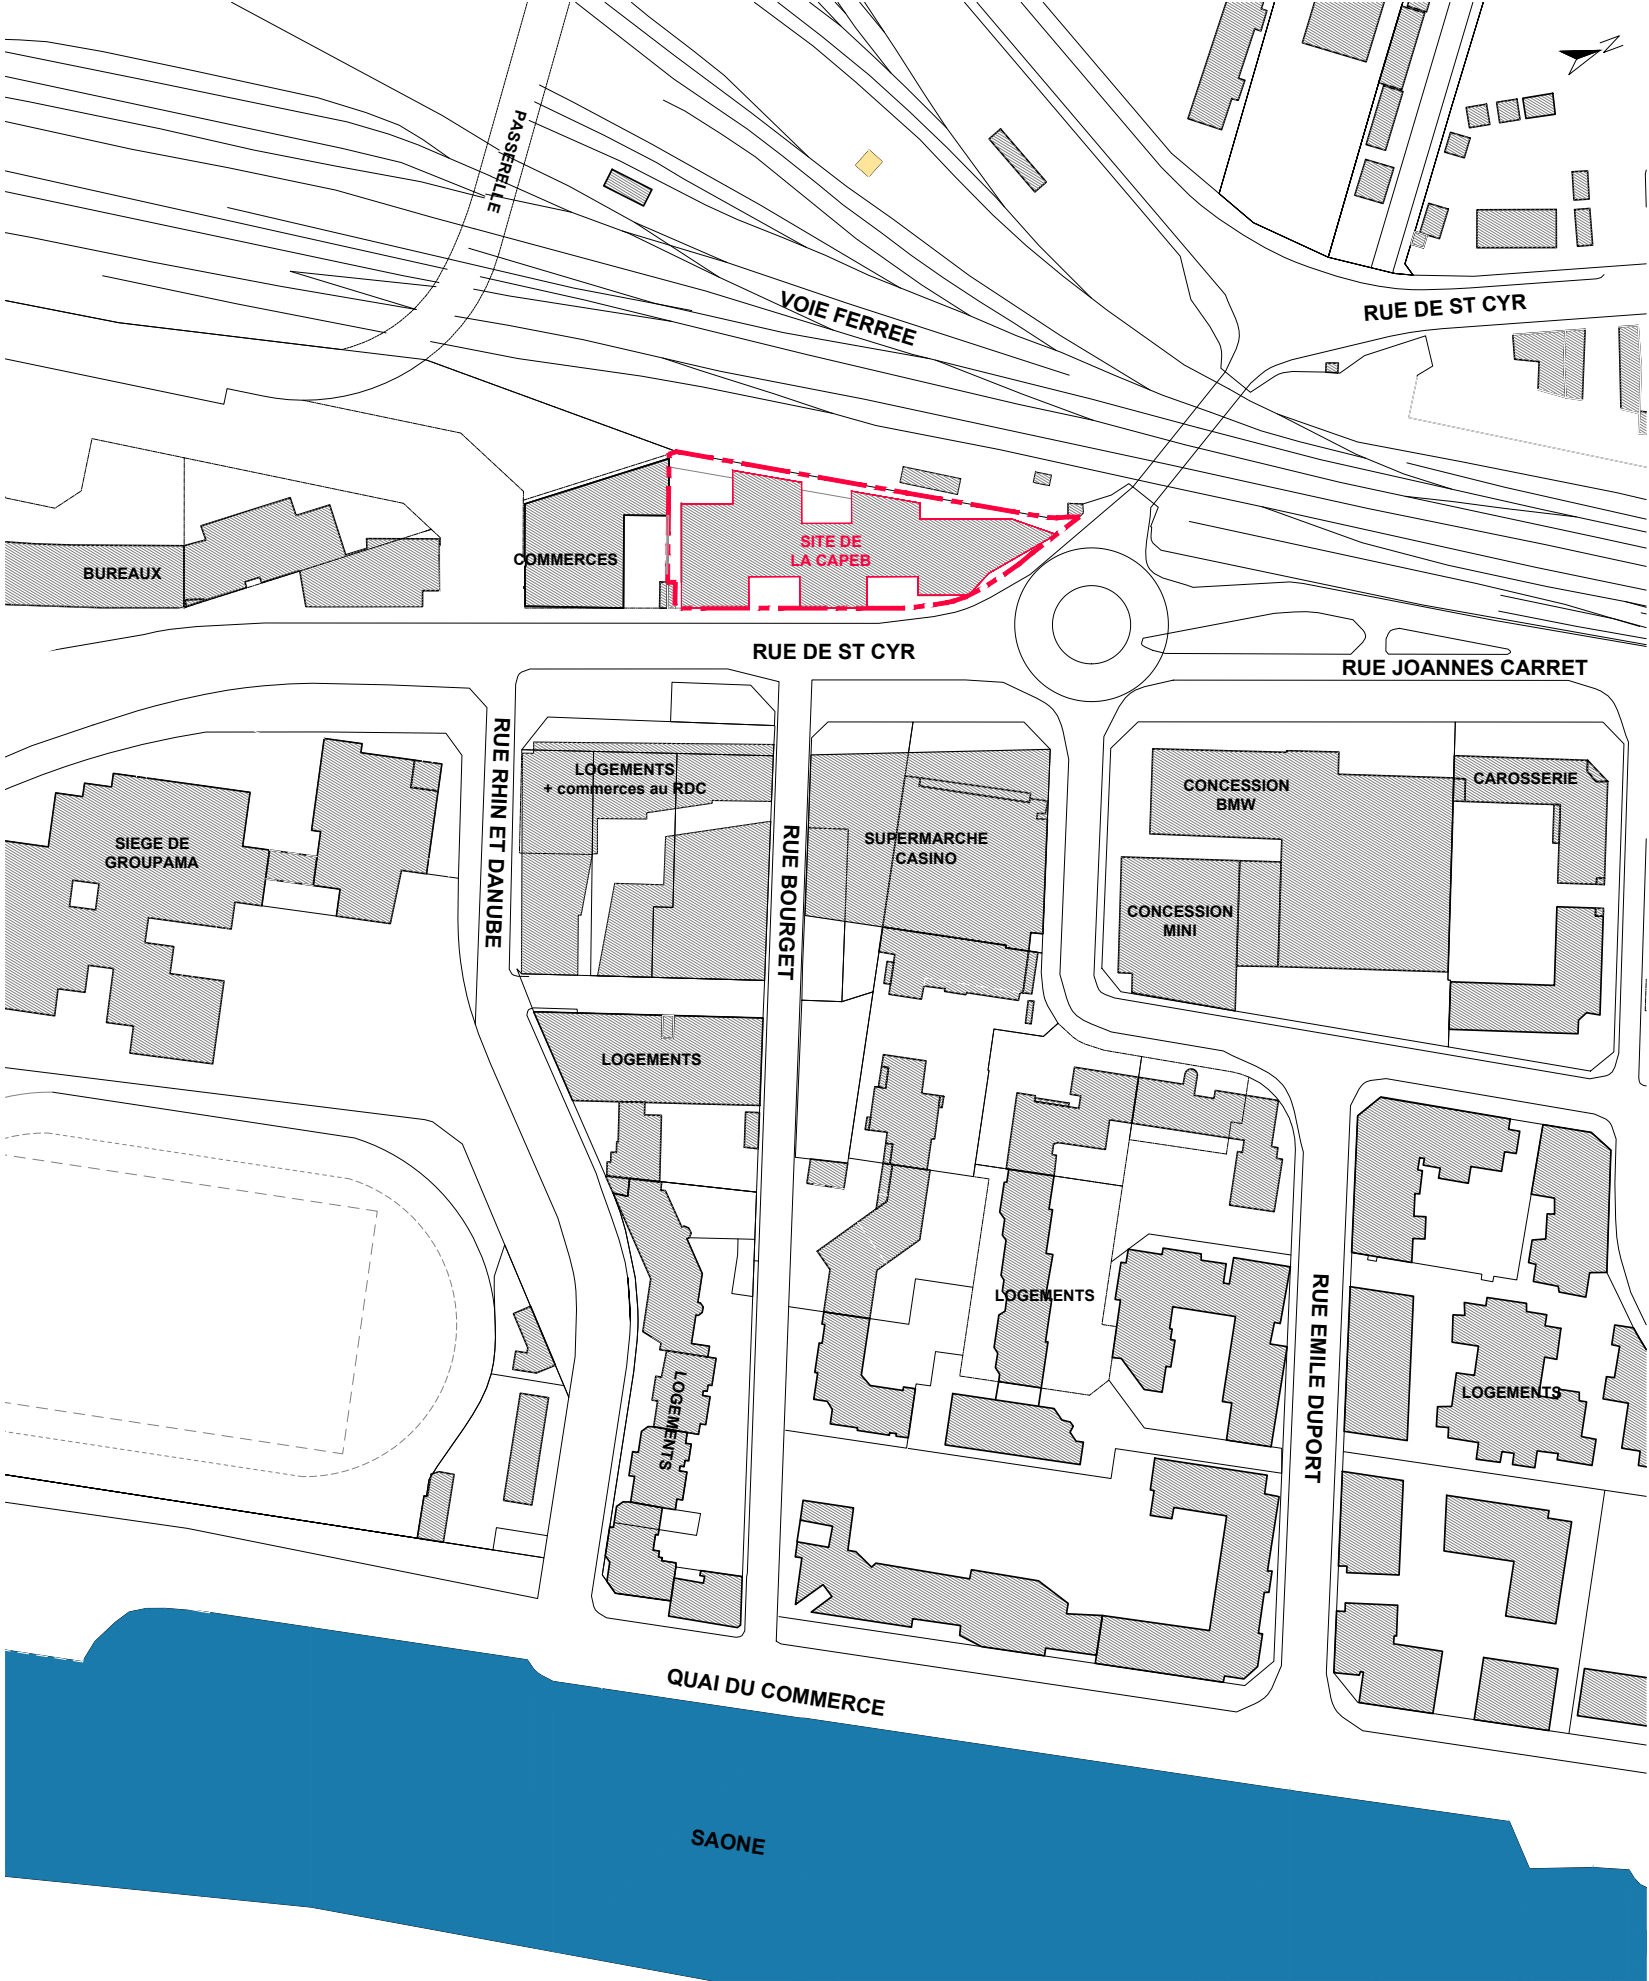 Z
PASSERELLE
VOIE FERREE
RUE DE ST CYR
SITE DE
LA CAPEB
COMMERCES
BUREAUX
RUE DE ST CYR
RUE JOANNES CARRET
RUE RHIN ET DANUBE
LOGEMENTS
+ commerces au RDC
RUE BOURGET
SUPERMARCHE
CASINO
CONCESSION
BMW
CAROSSERIE
SIEGE DE
GROUPAMA
CONCESSION
MINI
LOGEMENTS
LOGEMENTS
RUE EMILE DUPORT
LOGEMENTS
LOGEMENTS
QUAI DU COMMERCE
SAONE